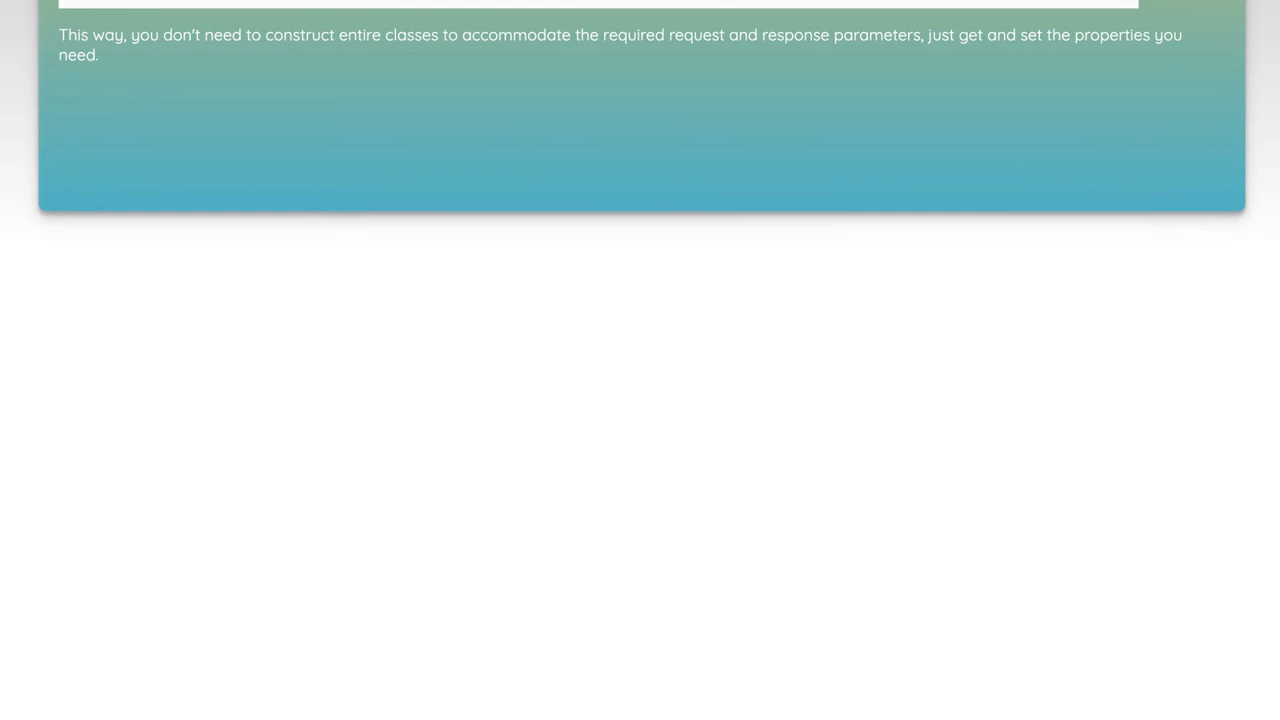 This way, you don't need to construct entire classes to accommodate the required request and response parameters, just get and set the properties you
need.